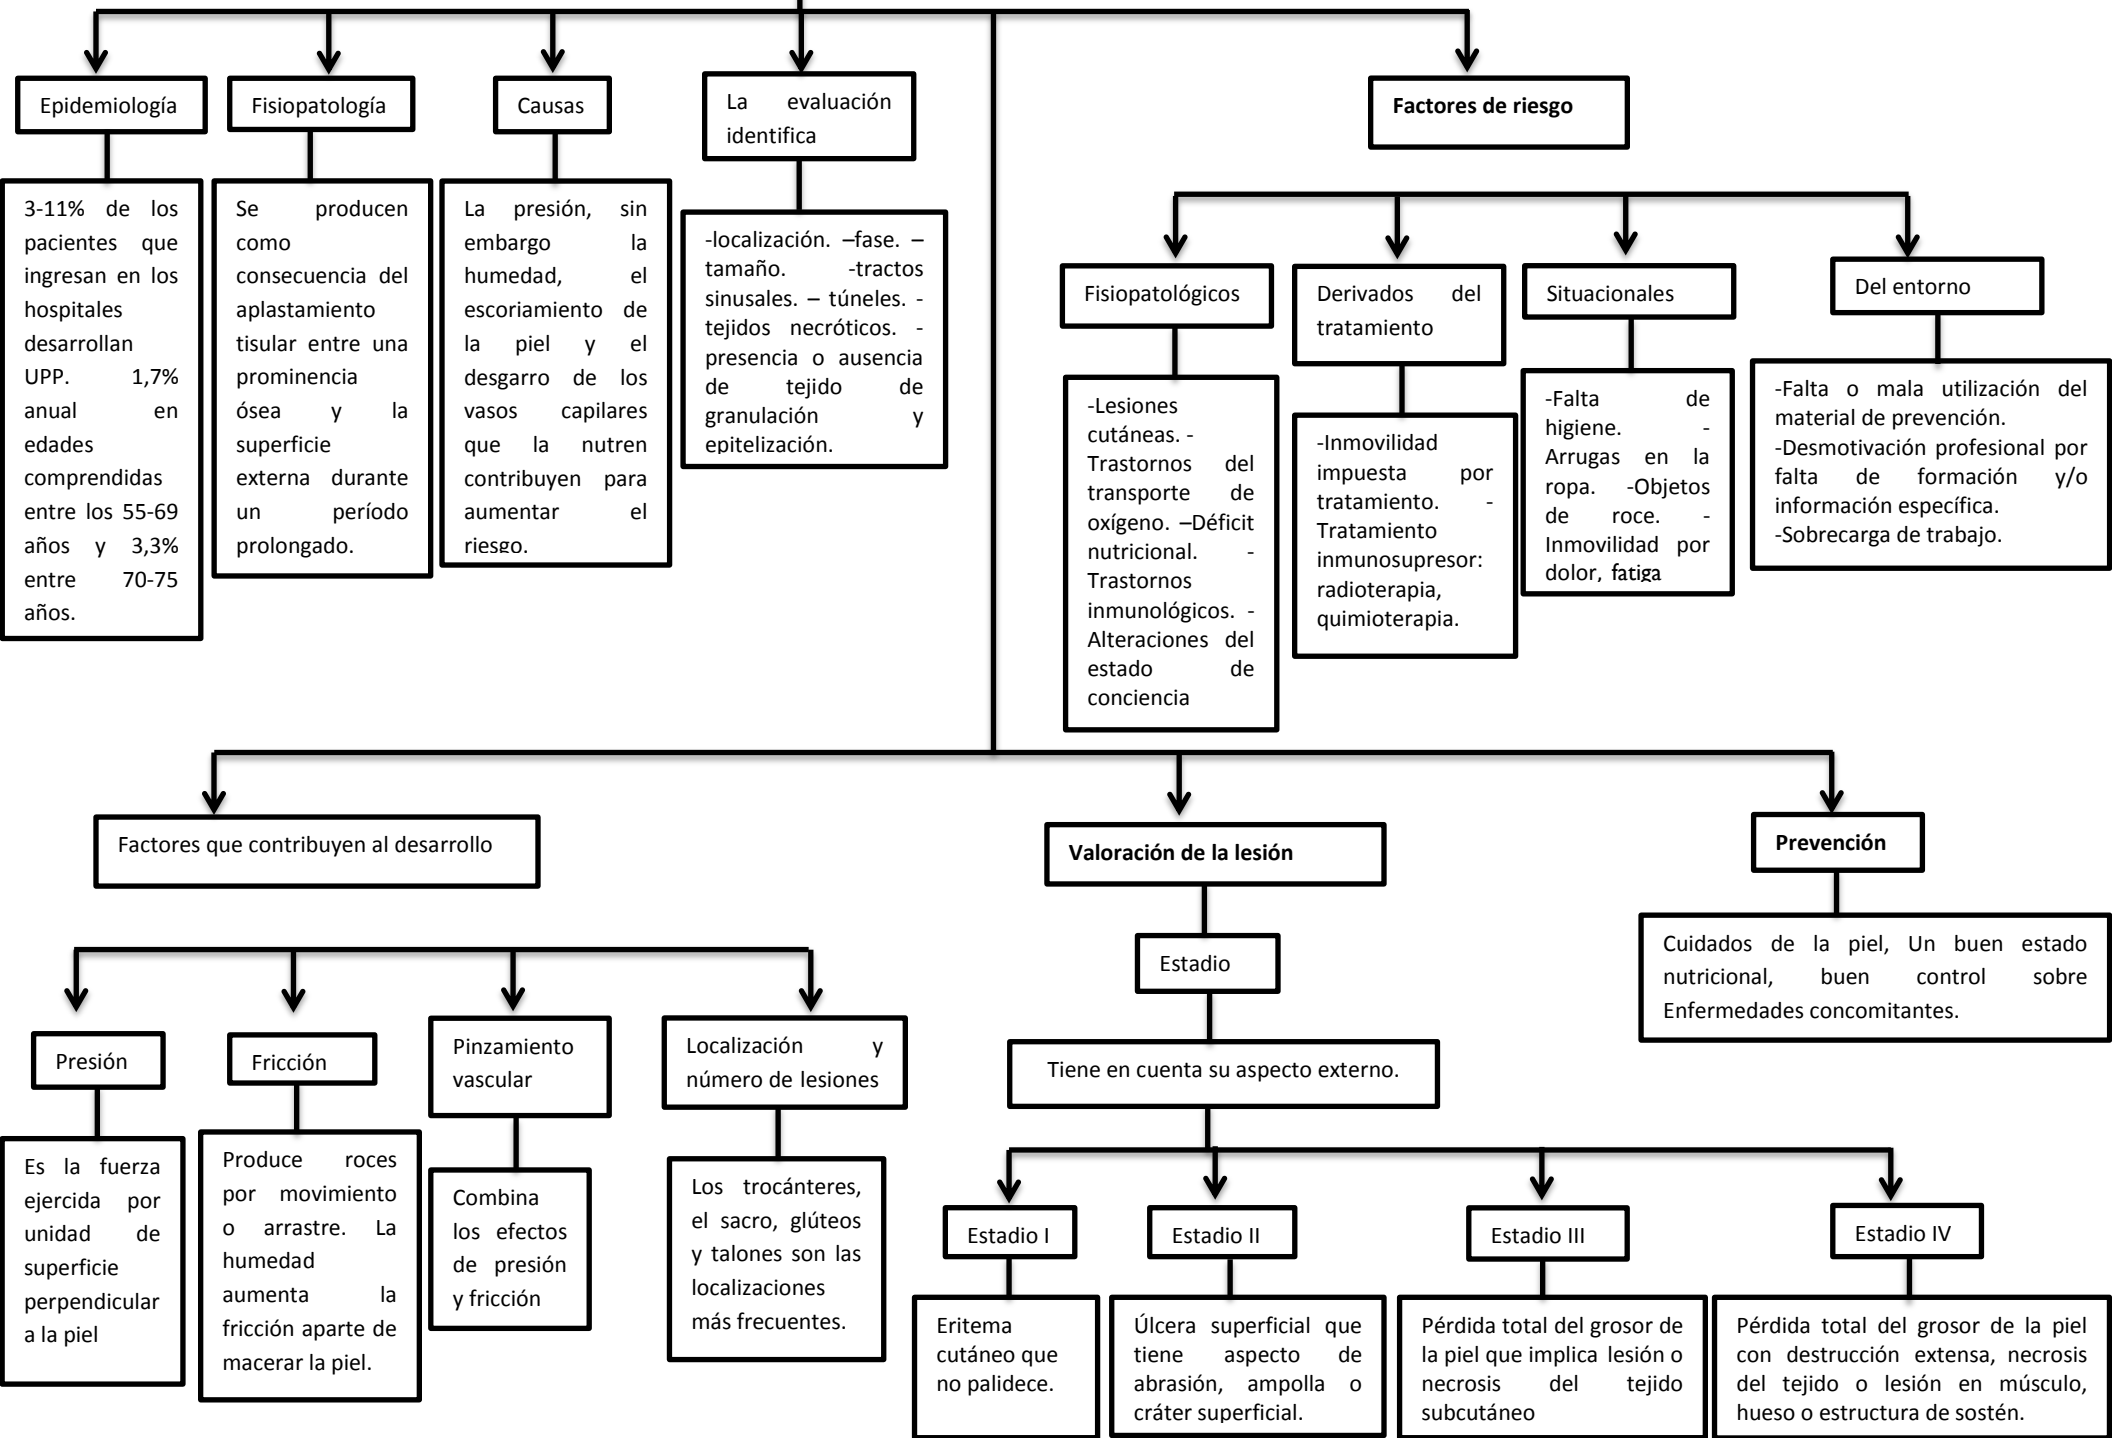 Epidemiología
Fisiopatología
Causas
La evaluación
identifica
Factores de riesgo
3-11% de los
pacientes que
ingresan en los
hospitales
desarrollan
UPP. 1,7%
anual en
edades
comprendidas
entre los 55-69
años y 3,3%
entre 70-75
años.
Se producen
como
consecuencia del
aplastamiento
tisular entre una
prominencia
ósea y la
superficie
externa durante
un período
prolongado.
La presión, sin
embargo la
humedad, el
escoriamiento de
la piel y el
desgarro de los
vasos capilares
que la nutren
contribuyen para
aumentar el
riesgo.
-localización. –fase. –
tamaño. -tractos
sinusales. – túneles. -
tejidos necróticos. -
presencia o ausencia
de tejido de
granulación y
epitelización.
Fisiopatológicos
Derivados del
tratamiento
Situacionales
Del entorno
-Lesiones
cutáneas. -
Trastornos del
transporte de
oxígeno. –Déficit
nutricional. -
Trastornos
inmunológicos. -
Alteraciones del
estado de
conciencia
-Inmovilidad
impuesta por
tratamiento. -
Tratamiento
inmunosupresor:
radioterapia,
quimioterapia.
-Falta de
higiene. -
Arrugas en la
ropa. -Objetos
de roce. -
Inmovilidad por
dolor, fatiga
-Falta o mala utilización del
material de prevención.
-Desmotivación profesional por
falta de formación y/o
información específica.
-Sobrecarga de trabajo.
Factores que contribuyen al desarrollo
Valoración de la lesión
Prevención
Estadio
Cuidados de la piel, Un buen estado
nutricional, buen control sobre
Enfermedades concomitantes.
Presión
Fricción
Pinzamiento
vascular
Localización y
número de lesiones
Tiene en cuenta su aspecto externo.
Es la fuerza
ejercida por
unidad de
superficie
perpendicular
a la piel
Produce roces
por movimiento
o arrastre. La
humedad
aumenta la
fricción aparte de
macerar la piel.
Combina
los efectos
de presión
y fricción
Los trocánteres,
el sacro, glúteos
y talones son las
localizaciones
más frecuentes.
Estadio I
Estadio II
Estadio III
Estadio IV
Eritema
cutáneo que
no palidece.
Úlcera superficial que
tiene aspecto de
abrasión, ampolla o
cráter superficial.
Pérdida total del grosor de
la piel que implica lesión o
necrosis del tejido
subcutáneo
Pérdida total del grosor de la piel
con destrucción extensa, necrosis
del tejido o lesión en músculo,
hueso o estructura de sostén.